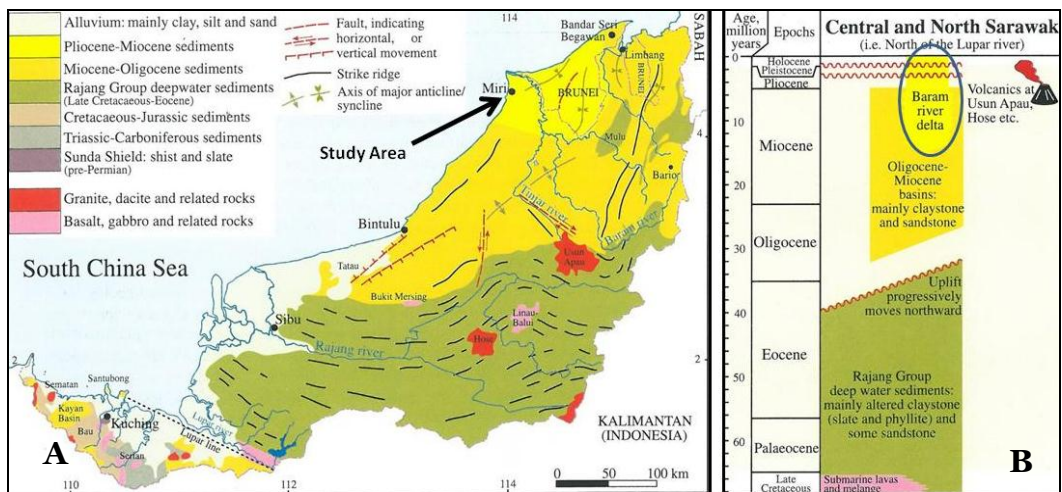 Alluvium: mainly clay, silt and sand
Pliocene-Miocene sediments
Miocene-Oligocene sediments
Rajang Group deepwater sediments
(Late Cretacaous-Eocene)
Cretacaous-Jurassic sediments
Triassic-Carboniferous sediments
Sunda Shield: shist and slate
(pre-Permian)
Granite, dacite and related rocks
Basalt, gabbro and related rocks
Fault, indicating
horizontal, or
vertical movement
Strike ridge
Axis of major anticline/
syncline
114
Bandar Seri
Begawan
SABAH
Limbang
BRUNEI
BRUNEI
Miri
4
Study Area
Mulu
Bario
Tinjar river
Baram river
Bintulu
South China Sea
Usun
Apau
Tatau
Bukit Mersing
Linau-
Balui
Sibu
Hose
Rajang river
2
2
Sematan
Santubong
Kayan
Basin
Kuching
Bau
Serian
Lupar river
Lupar line
KALIMANTAN
(INDONESIA)
A
110
112
114
0
50
100 km
Age,
million
years
Epochs
Central and North Sarawak
(i.e. North of the Lupar river)
0
Holocene
Pleistocene
Pliocene
Volcanics at
Usun Apau,
Hose etc.
Baram
river
delta
10
Miocene
Oligocene-
Miocene
basins:
mainly claystone
and sandstone
20
Oligocene
30
Uplift
progressively
moves northward
40
Eocene
50
Rajang Group
deep water sediments:
mainly altered claystone
(slate and phyllite) and
some sandstone
Palaeocene
60
Late
Cretaceous
Submarine lavas
and melange
B